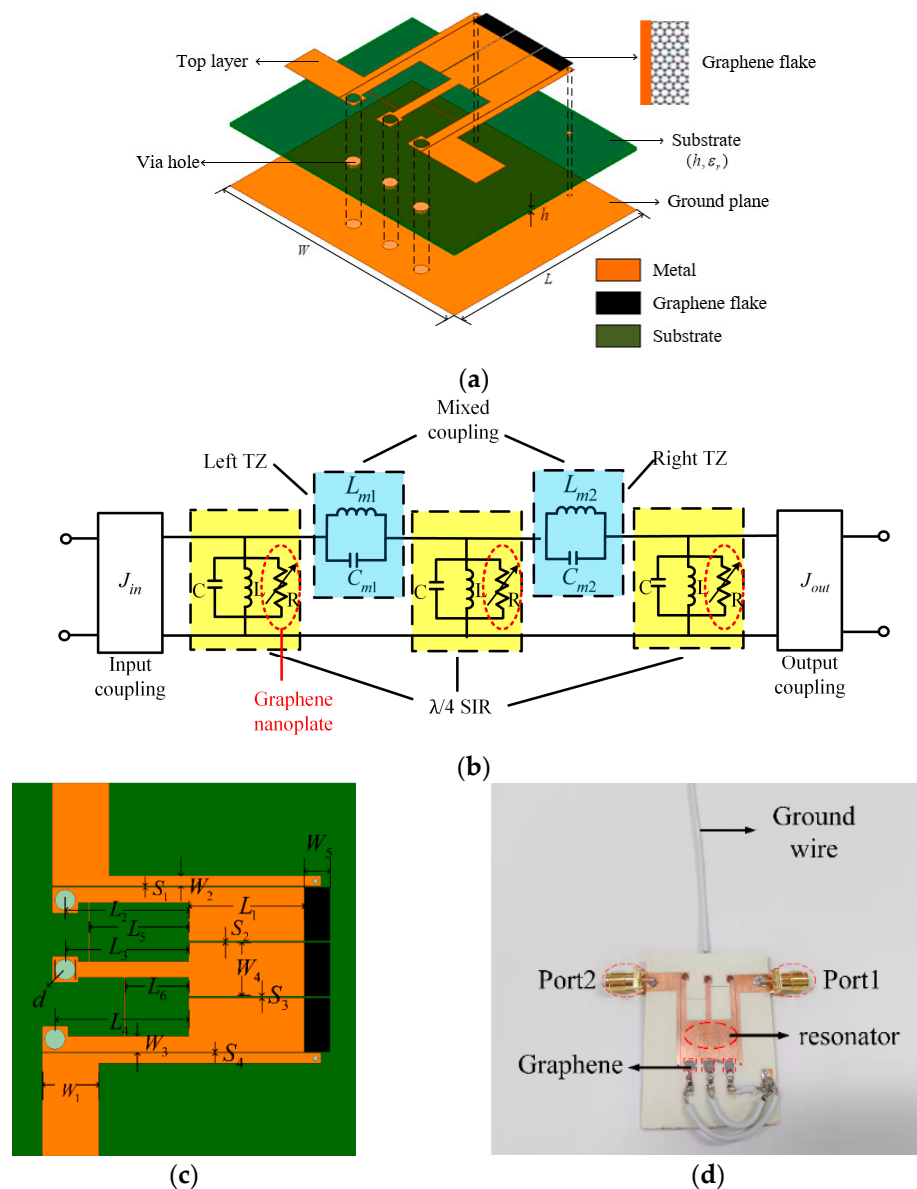 Top layer
Graphene flake
Substrate
(h, εr)
Via hole
Ground plane
h
W
L
Metal
Graphene flake
Substrate
(a)
Mixed
coupling
Left TZ
Right TZ
Lm1
Lm2
Cm1
Cm2
Jin
C
L
R
C
L
R
C
L
R
Jout
Input
coupling
Output
coupling
Graphene
nanoplate
λ/4 SIR
(b)
W5
S1
W2
L1
L2
L5
S2
L3
W4
L6
S3
d
L4
W3
S4
W1
(c)
Ground
wire
Port2
Port1
resonator
Graphene
(d)